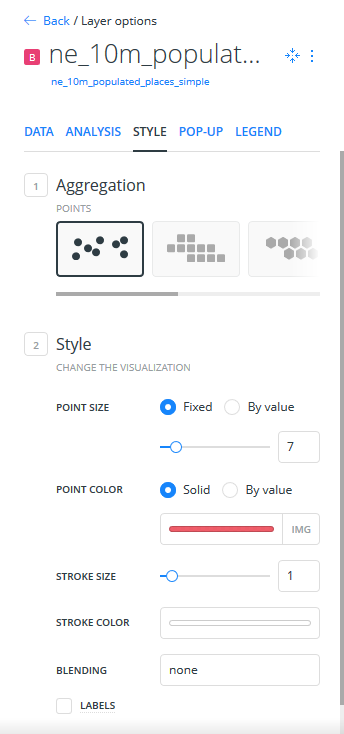 Back / Layer options
B ne_10m_populat...
ne_10m_populated_places_simple
DATA ANALYSIS STYLE POP-UP LEGEND
1 Aggregation
POINTS
2 Style
CHANGE THE VISUALIZATION
POINT SIZE Fixed By value
7
POINT COLOR Solid By value
IMG
STROKE SIZE 1
STROKE COLOR
BLENDING none
LABELS